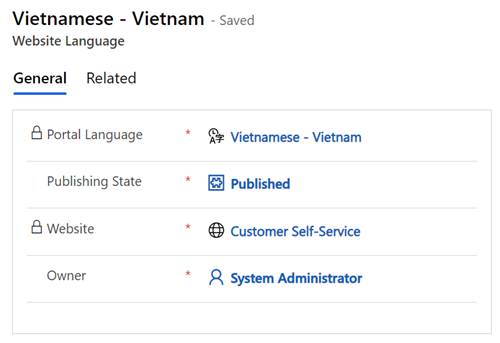 Vietnamese - Vietnam - Saved
Website Language
General Related
Portal Language * Vietnamese - Vietnam
Publishing State * Published
Website * Customer Self-Service
Owner * System Administrator